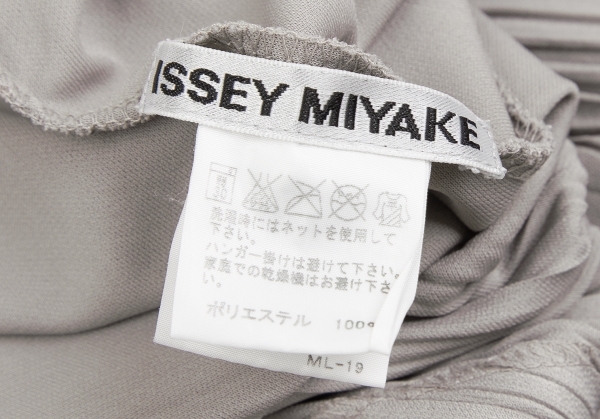 ISSEY MIYAKE
洗濯時にはネットを使用して
下さい。
ハンガー掛けは避けて下さい。
家庭での乾燥機はお避け下さい
ポリエステル 100%
ML-19